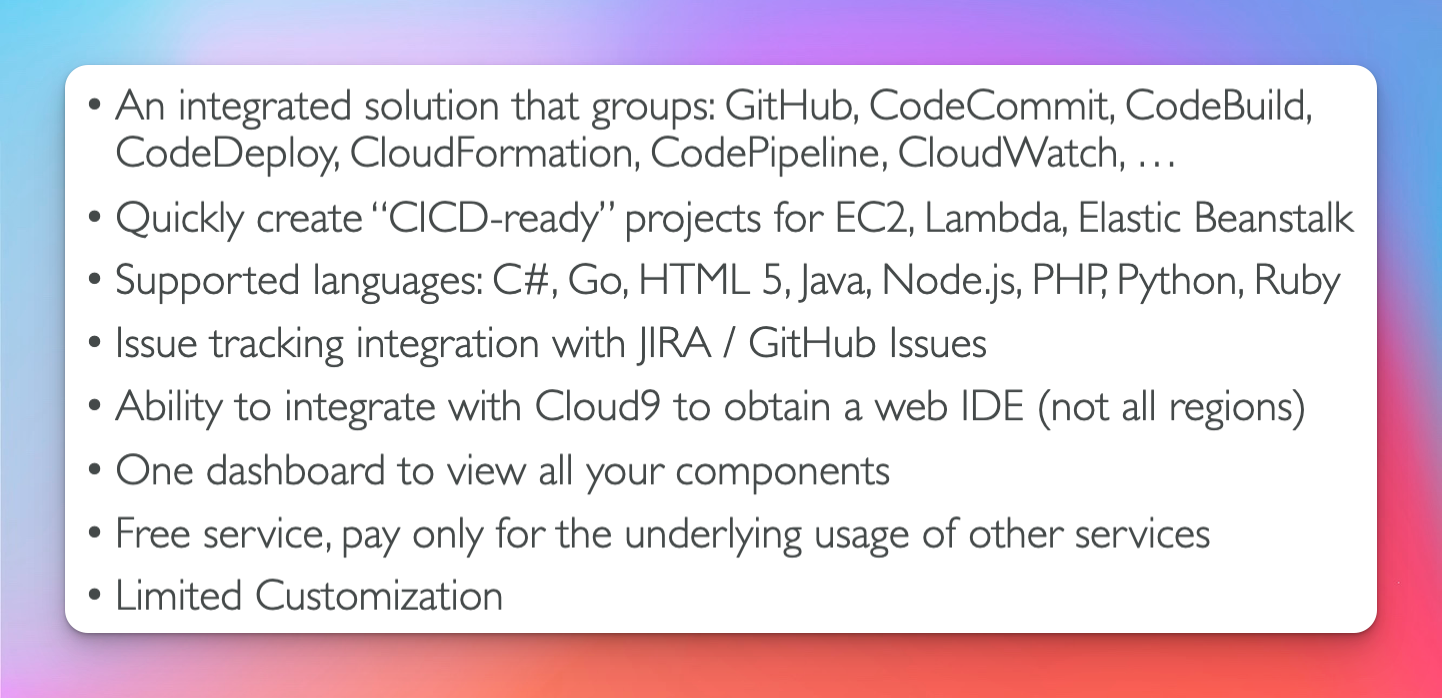 • An integrated solution that groups: GitHub, CodeCommit, CodeBuild,
CodeDeploy, CloudFormation, CodePipeline, CloudWatch, …
• Quickly create “CICD-ready” projects for EC2, Lambda, Elastic Beanstalk
• Supported languages: C#, Go, HTML 5, Java, Node.js, PHP, Python, Ruby
• Issue tracking integration with JIRA / GitHub Issues
• Ability to integrate with Cloud9 to obtain a web IDE (not all regions)
• One dashboard to view all your components
• Free service, pay only for the underlying usage of other services
• Limited Customization